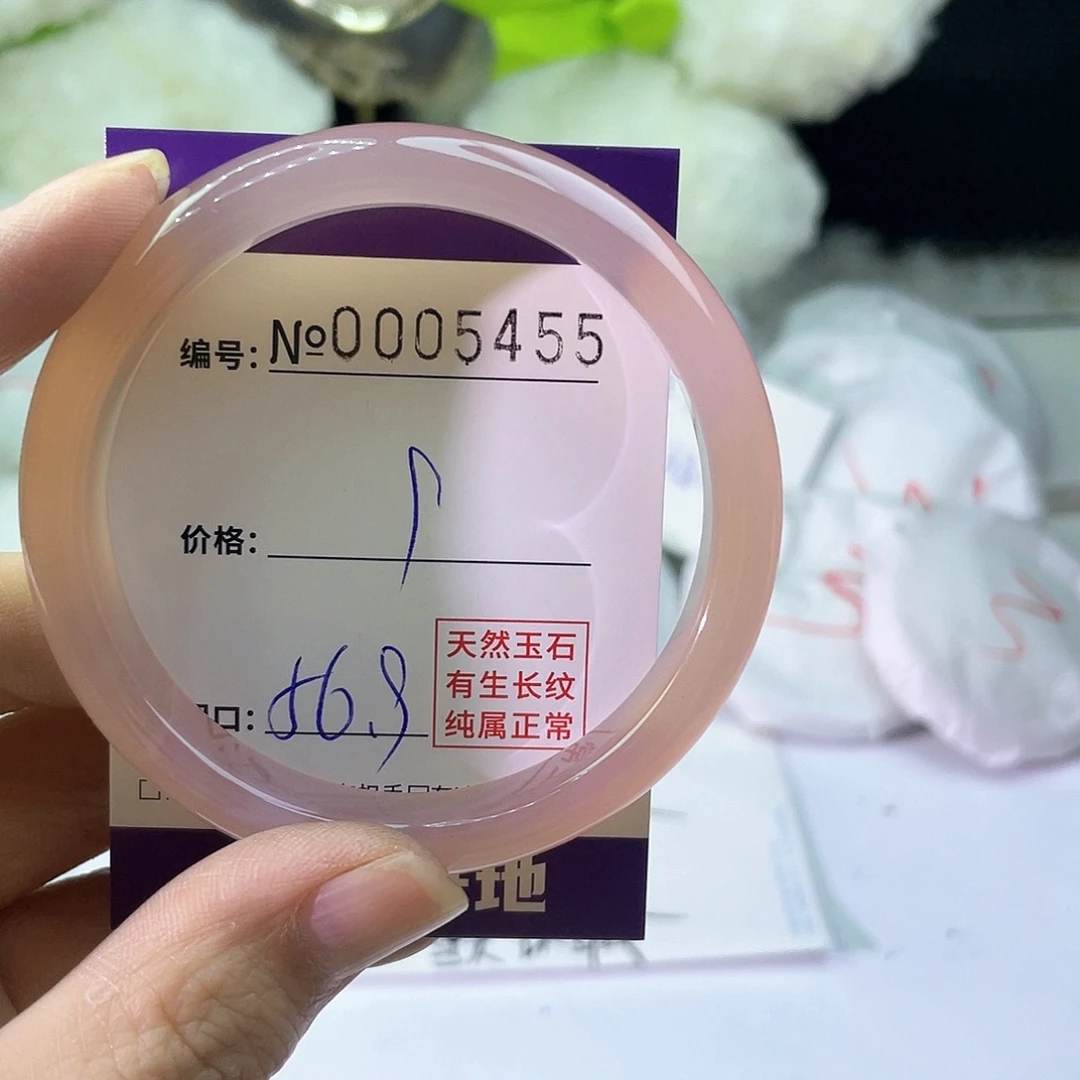 编号: №0005455
价格:
口: 56.9
天然玉石
有生长纹
纯属正常
地